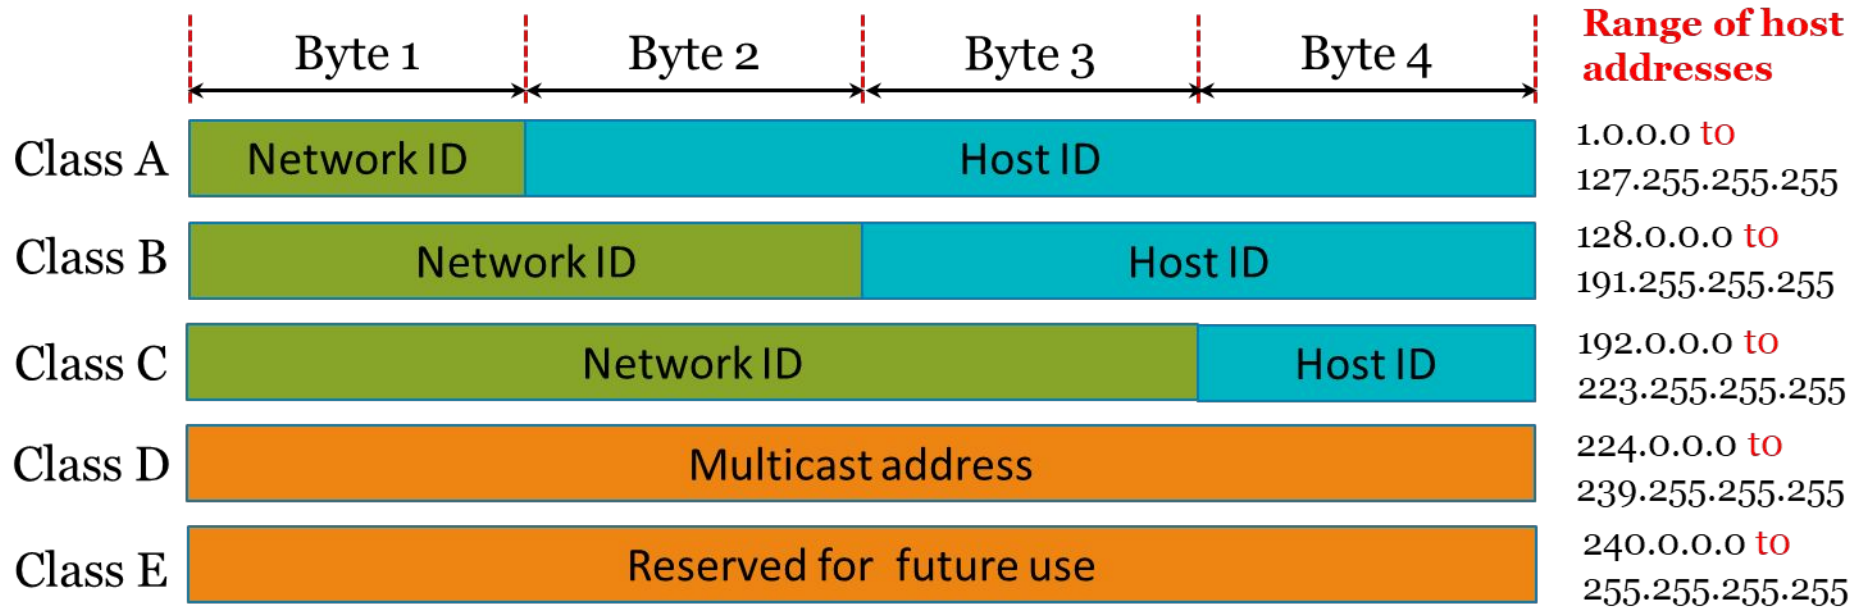 Byte 1 Byte 2 Byte 3 Byte 4
Range of host
addresses
Class A Network ID Host ID
1.0.0.0 to
127.255.255.255
Class B Network ID Host ID
128.0.0.0 to
191.255.255.255
Class C Network ID Host ID
192.0.0.0 to
223.255.255.255
Class D Multicast address
224.0.0.0 to
239.255.255.255
Class E Reserved for future use
240.0.0.0 to
255.255.255.255